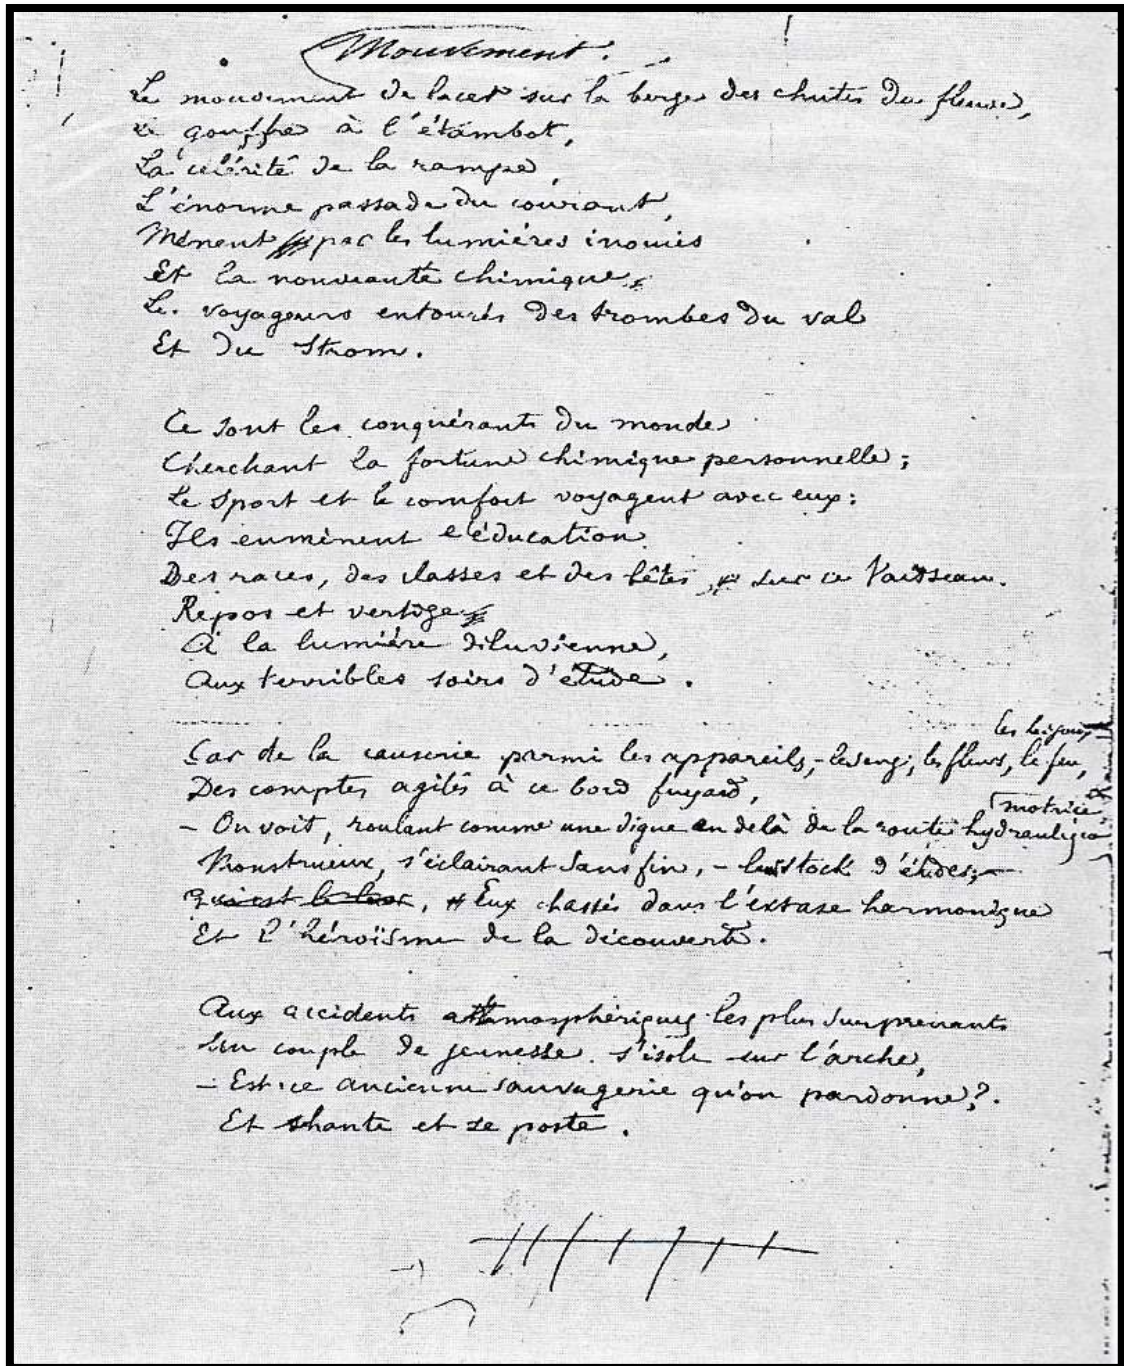 Mouvement.
Le mouvement de lacet sur la berge des chutes du fleuve,
Le gouffre à l'étambot,
La célérité de la rampe,
L'énorme passade du courant,
Mènent par les lumières inouies
Et la nouveauté chimique
Les voyageurs entourés des trombes du val
Et du Strom.
Ce sont les conquérants du monde
Cherchant la fortune chimique personnelle;
Le sport et le comfort voyagent avec eux:
Ils emmènent l'éducation
Des races, des classes et des bêtes, sur ce Vaisseau.
Repos et vertige
A la lumière diluvienne,
Aux terribles soirs d'étude.
les bijoux
Car de la causerie parmi les appareils, - le sang; les fleurs, le feu,
Des comptes agités à ce bord fuyard,
motrice,
- On voit, roulant comme une digue au delà de la route hydraulique
Monstrueux, s'éclairant sans fin, - leur stock d'études; -
Qui est le leur, Eux chassés dans l'extase harmonique
Et l'héroïsme de la découverte.
Aux accidents atmosphériques les plus surprenants
Un couple de jeunesse s'isole sur l'arche,
- Est-ce ancienne sauvagerie qu'on pardonne?.
Et chante et se poste.